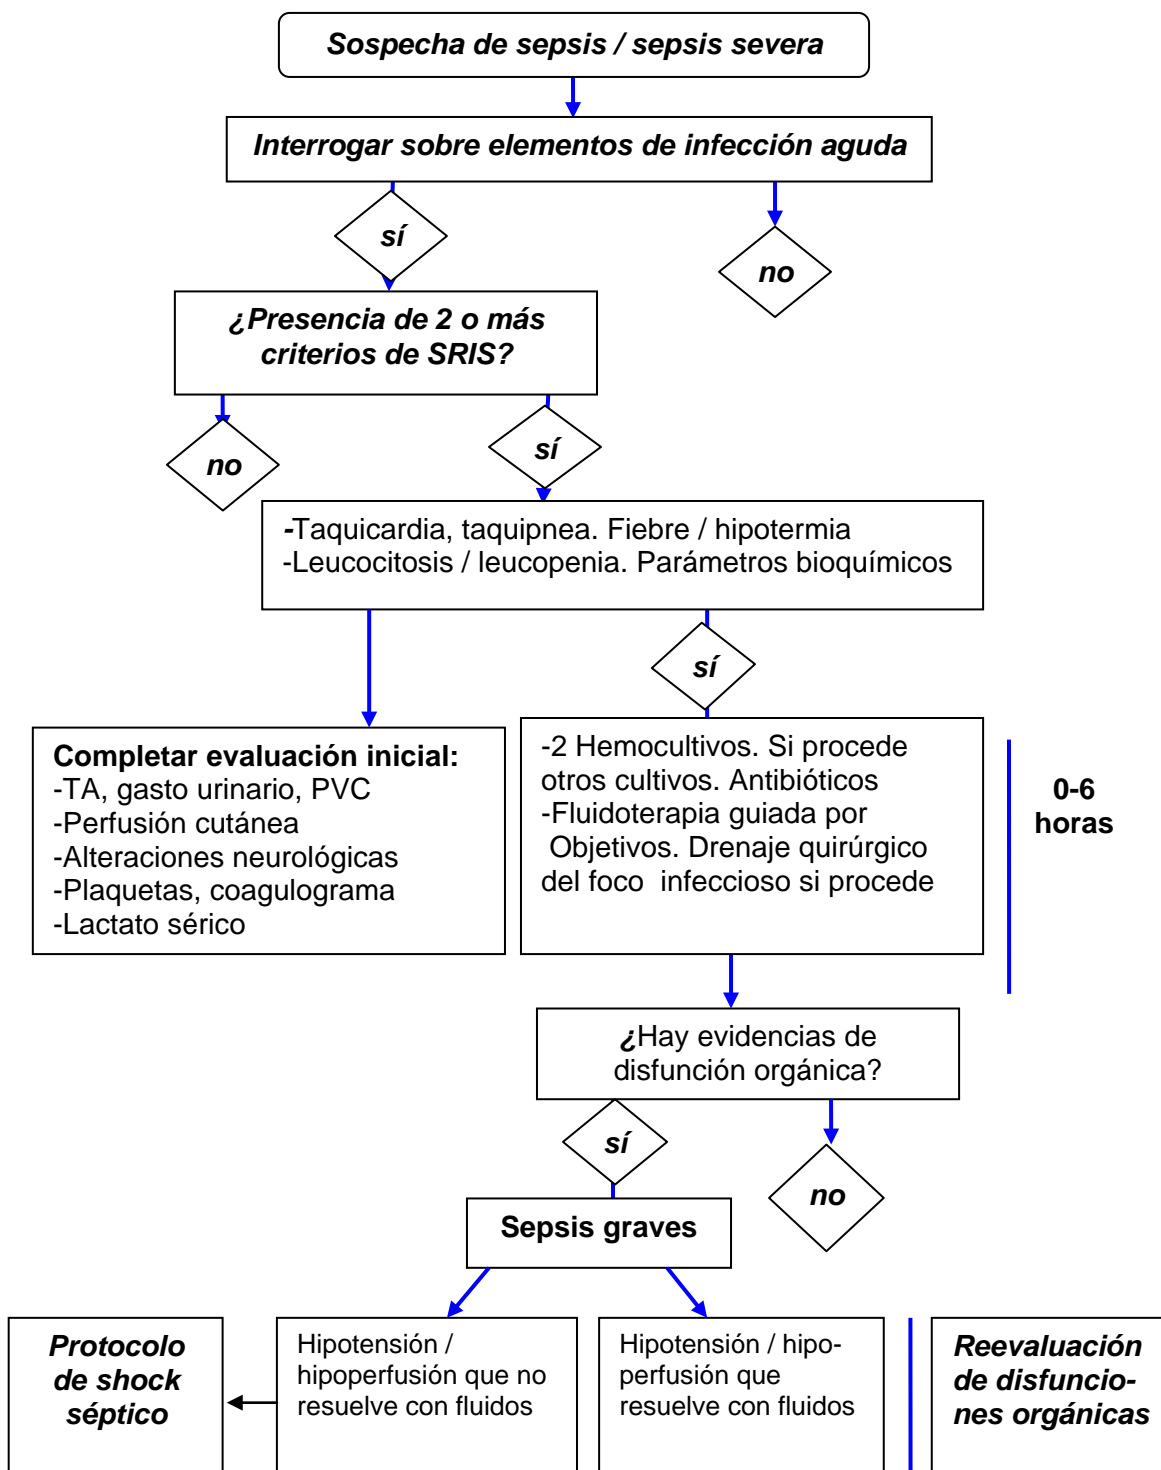 Sospecha de sepsis / sepsis severa
Interrogar sobre elementos de infección aguda
sí
no
¿Presencia de 2 o más
criterios de SRIS?
no
sí
-Taquicardia, taquipnea. Fiebre / hipotermia
-Leucocitosis / leucopenia. Parámetros bioquímicos
sí
Completar evaluación inicial:
-TA, gasto urinario, PVC
-Perfusión cutánea
-Alteraciones neurológicas
-Plaquetas, coagulograma
-Lactato sérico
-2 Hemocultivos. Si procede
otros cultivos. Antibióticos
-Fluidoterapia guiada por
Objetivos. Drenaje quirúrgico
del foco infeccioso si procede
0-6
horas
¿Hay evidencias de
disfunción orgánica?
sí
no
Sepsis graves
Protocolo
de shock
séptico
Hipotensión /
hipoperfusión que no
resuelve con fluidos
Hipotensión / hipo-
perfusión que
resuelve con fluidos
Reevaluación
de disfuncio-
nes orgánicas